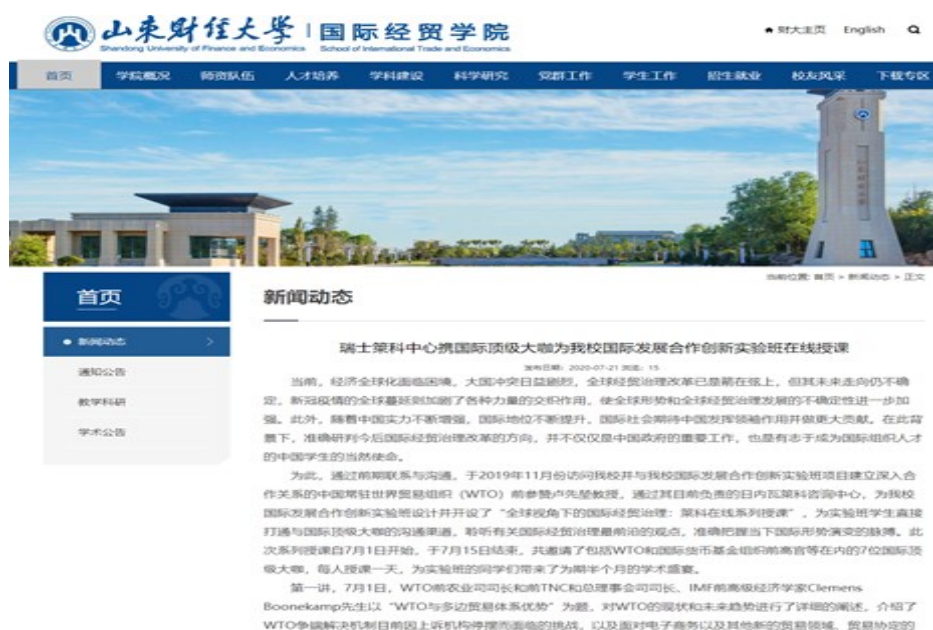 山东财经大学 国际经贸学院
Shandong University of Finance and Economics School of International Trade and Economics
财大主页 English
首页 学院概况 师资队伍 人才培养 学科建设 科学研究 党群工作 学生工作 招生就业 校友风采 下载专区
当前位置: 首页 > 新闻动态 > 正文
首页
新闻动态
通知公告
教学科研
学术公告
新闻动态
瑞士策科中心携国际顶级大咖为我校国际发展合作创新实验班在线授课
发布日期: 2020-07-21 浏览: 15
当前，经济全球化面临困境，大国冲突日益剧烈，全球经贸治理改革已是箭在弦上，但其未来走向仍不确
定。新冠疫情的全球蔓延则加剧了各种力量的交织作用，使全球形势和全球经贸治理发展的不确定性进一步加
强。此外，随着中国实力不断增强，国际地位不断提升，国际社会期待中国发挥领袖作用并做更大贡献。在此背
景下，准确研判今后国际经贸治理改革的方向，并不仅仅是中国政府的重要工作，也是有志于成为国际组织人才
的中国学生的当然使命。
为此，通过前期联系与沟通，于2019年11月份访问我校并与我校国际发展合作创新实验班项目建立深入合
作关系的中国常驻世界贸易组织（WTO）前参赞卢先堃教授，通过其目前负责的日内瓦策科咨询中心，为我校
国际发展合作创新实验班设计并开设了“全球视角下的国际经贸治理：策科在线系列授课”，为实验班学生直接
打通与国际顶级大咖的沟通渠道，聆听有关国际经贸治理最前沿的观点，准确把握当下国际形势演变的脉搏。此
次系列授课自7月1日开始，于7月15日结束，共邀请了包括WTO和国际货币基金组织前高官等在内的7位国际顶
级大咖，每人授课一天，为实验班的同学们带来了为期半个月的学术盛宴。
第一讲，7月1日，WTO前农业司司长和前TNC和总理事会司司长、IMF前高级经济学家Clemens
Boonekamp先生以“WTO与多边贸易体系优势”为题，对WTO的现状和未来趋势进行了详细的阐述，介绍了
WTO争端解决机制目前因上诉机构停摆而面临的挑战，以及面对电子商务以及其他新的贸易领域、贸易协定的